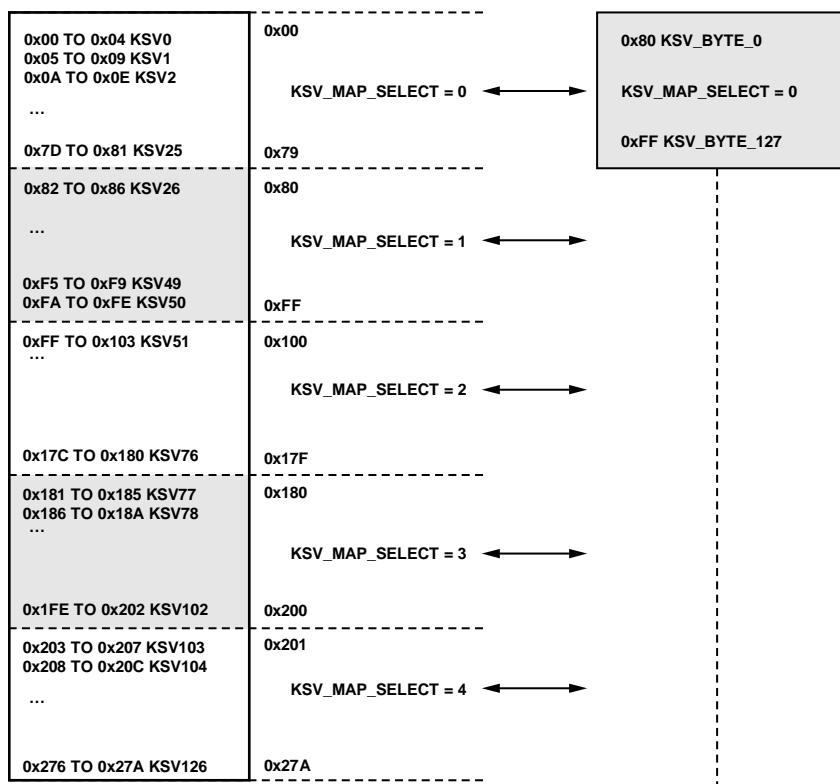 0x00 TO 0x04 KSV0
0x05 TO 0x09 KSV1
0x0A TO 0x0E KSV2
...
0x7D TO 0x81 KSV25
0x82 TO 0x86 KSV26
...
0xF5 TO 0xF9 KSV49
0xFA TO 0xFE KSV50
0xFF TO 0x103 KSV51
...
0x17C TO 0x180 KSV76
0x181 TO 0x185 KSV77
0x186 TO 0x18A KSV78
...
0x1FE TO 0x202 KSV102
0x203 TO 0x207 KSV103
0x208 TO 0x20C KSV104
...
0x276 TO 0x27A KSV126
0x00
KSV_MAP_SELECT = 0
0x79
0x80
KSV_MAP_SELECT = 1
0xFF
0x100
KSV_MAP_SELECT = 2
0x17F
0x180
KSV_MAP_SELECT = 3
0x200
0x201
KSV_MAP_SELECT = 4
0x27A
0x80 KSV_BYTE_0
KSV_MAP_SELECT = 0
0xFF KSV_BYTE_127